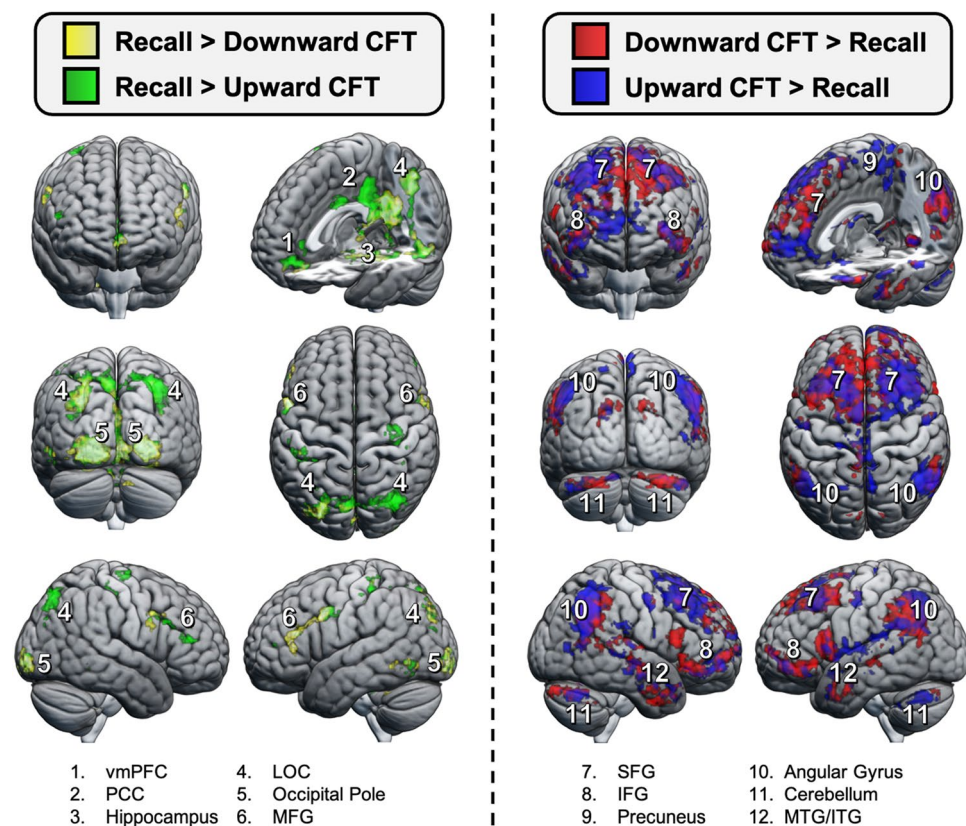 Recall > Downward CFT
Recall > Upward CFT
Downward CFT > Recall
Upward CFT > Recall
1 2 3 4
7 7 8 8
7 9 10
4 4 5 5
6 6 4 4
10 10 11 11
7 7 10 10
4 5 6
6 4 5
10 7 8 12 11
7 8 10 12 11
1. vmPFC
2. PCC
3. Hippocampus
4. LOC
5. Occipital Pole
6. MFG
7. SFG
8. IFG
9. Precuneus
10. Angular Gyrus
11. Cerebellum
12. MTG/ITG